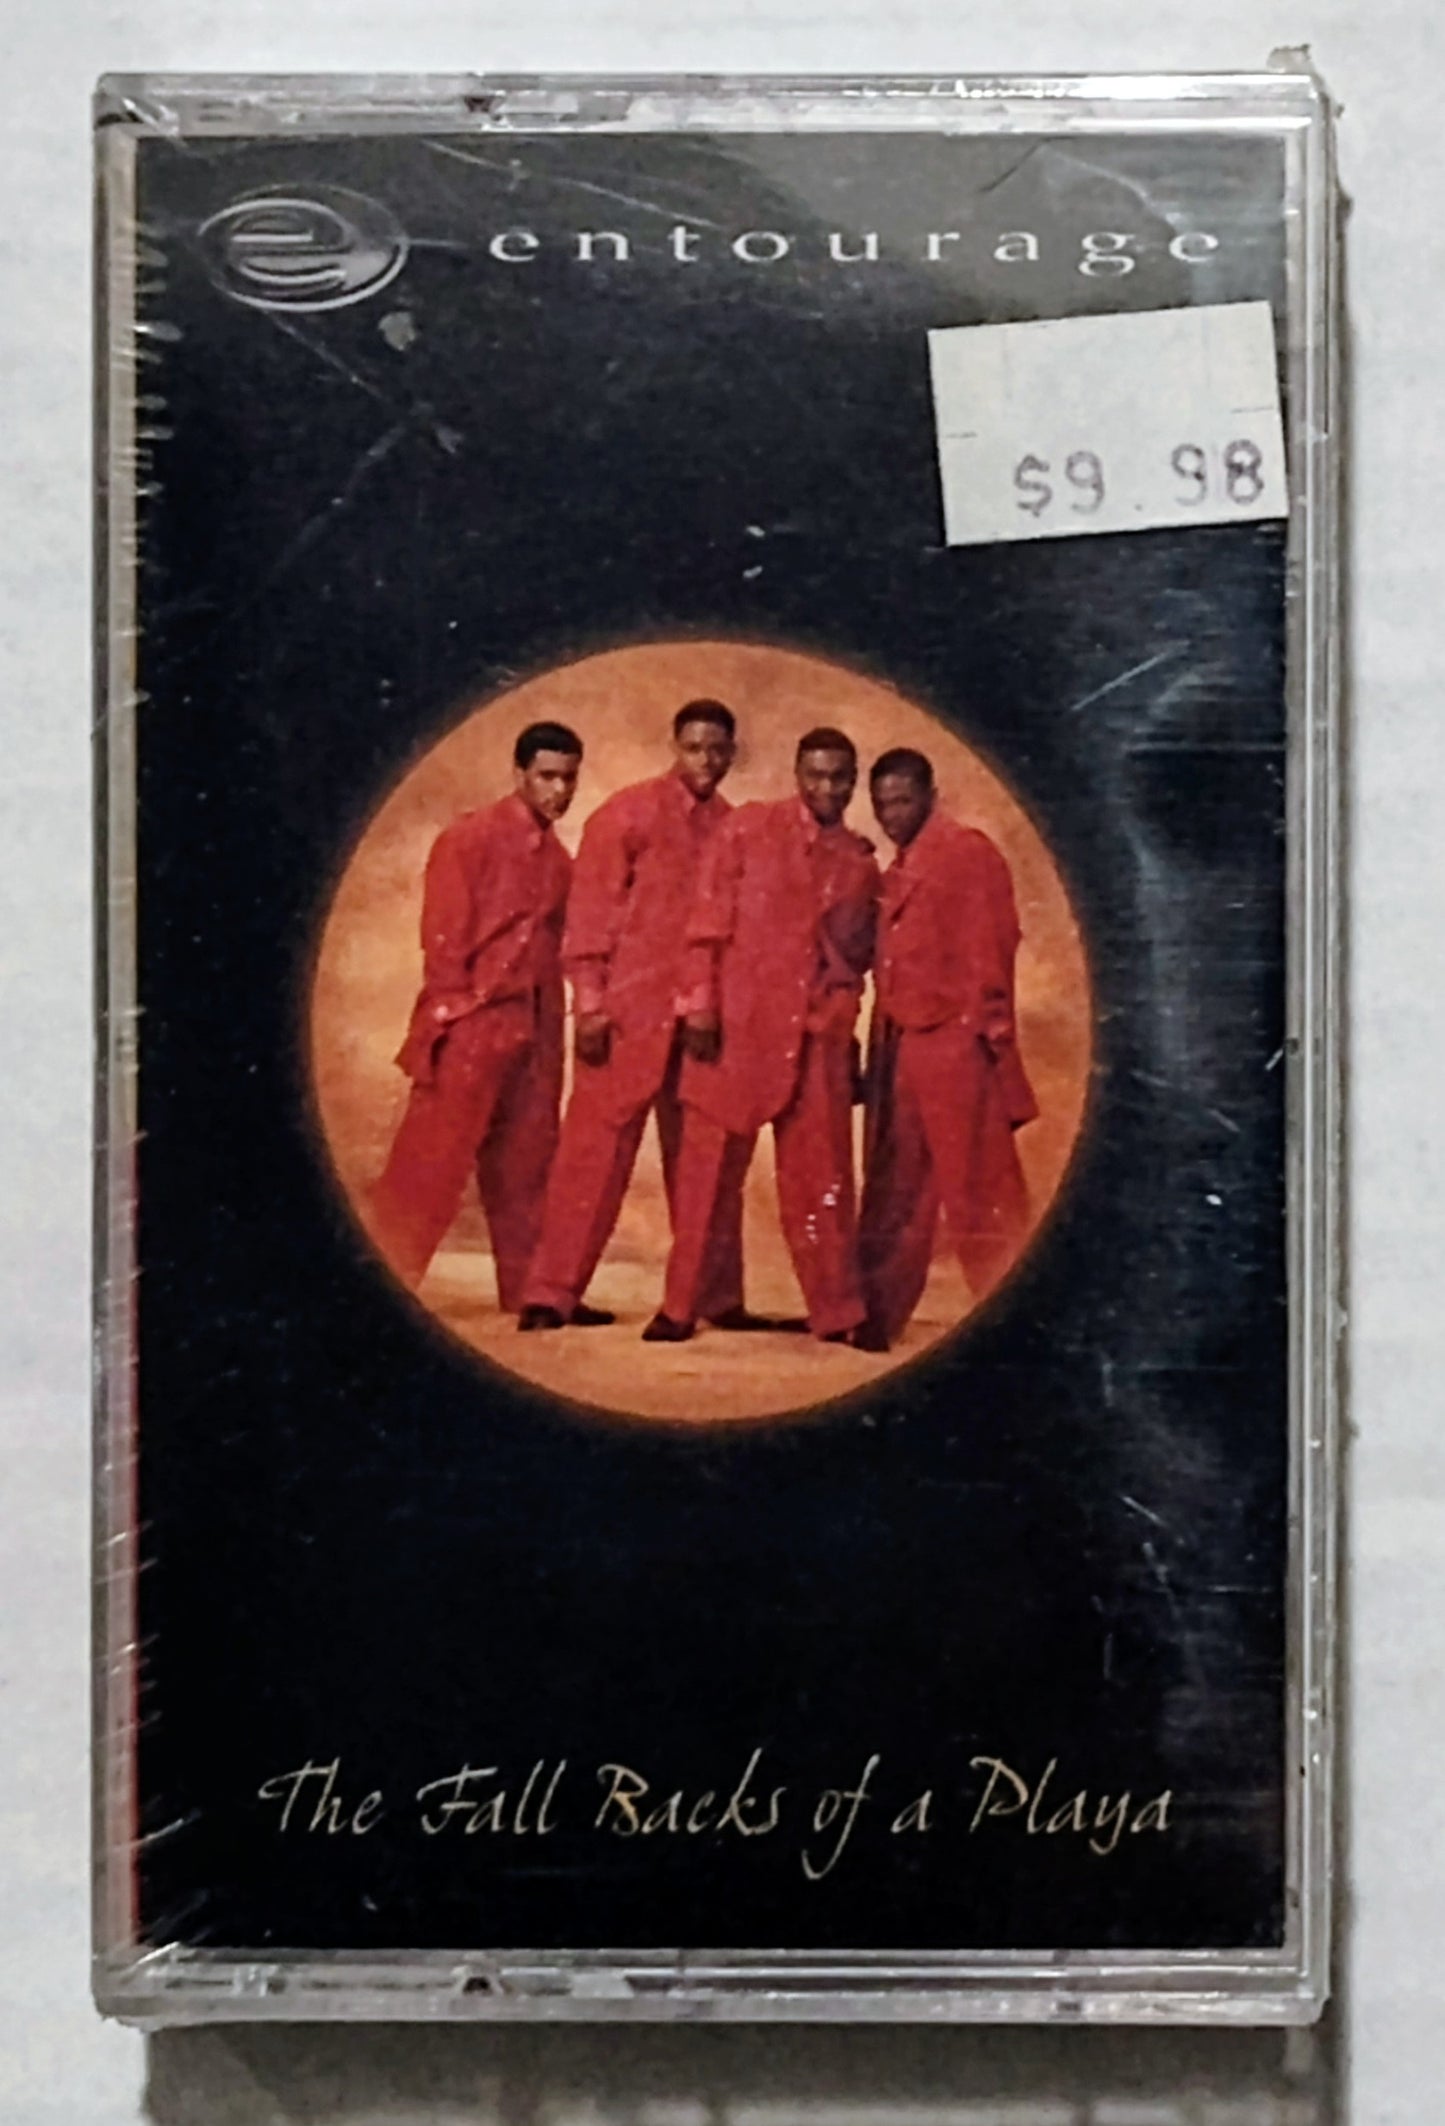 e entourage
$9.98
The Fall Backs of a Playa